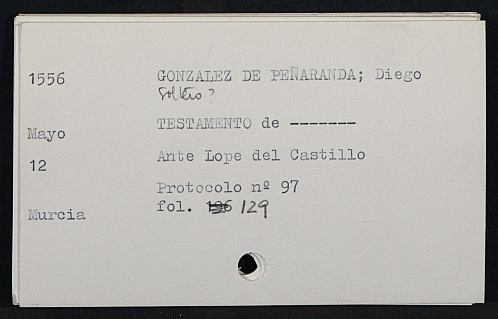 1556 GONZALEZ DE PEÑARANDA; Diego
Soltero?
Mayo TESTAMENTO de -------
12 Ante Lope del Castillo
Protocolo nº 97
Murcia fol. 196 129